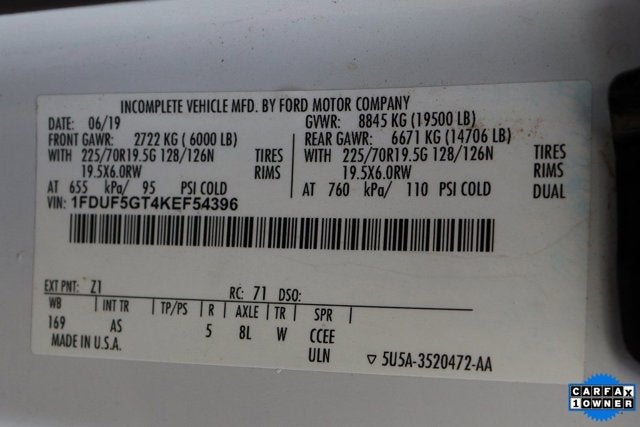 INCOMPLETE VEHICLE MFD. BY FORD MOTOR COMPANY
DATE: 06/19 GVWR: 8845 KG (19500 LB)
FRONT GAWR: 2722 KG ( 6000 LB) REAR GAWR: 6671 KG (14706 LB)
WITH 225/70R19.5G 128/126N TIRES WITH 225/70R19.5G 128/126N TIRES
19.5X6.0RW RIMS 19.5X6.0RW RIMS
AT 655 kPa/ 95 PSI COLD AT 760 kPa/ 110 PSI COLD DUAL
VIN: 1FDUF5GT4KEF54396
EXT PNT: Z1 RC: 71 DSO:
WB | INT TR | TP/PS | R | AXLE | TR | SPR
169 AS 5 8L W CCEE
MADE IN U.S.A. ULN ▽ 5U5A-3520472-AA
CARFAX
1 OWNER